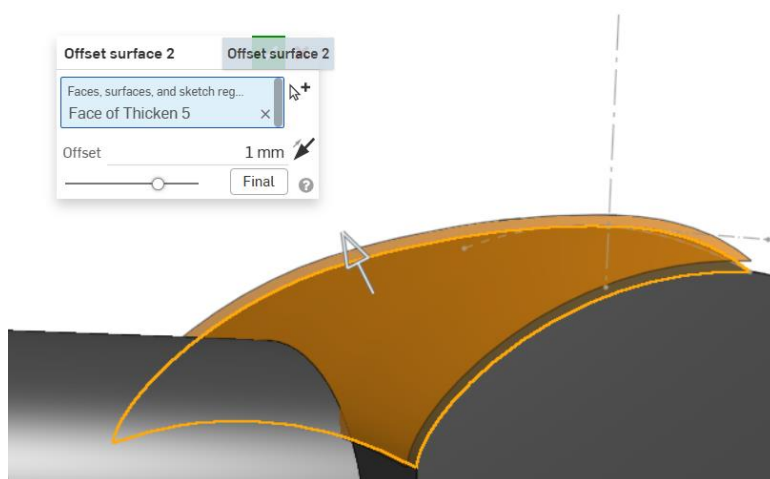 Offset surface 2
Offset surface 2
Faces, surfaces, and sketch reg...
Face of Thicken 5 ×
Offset 1 mm
Final ?